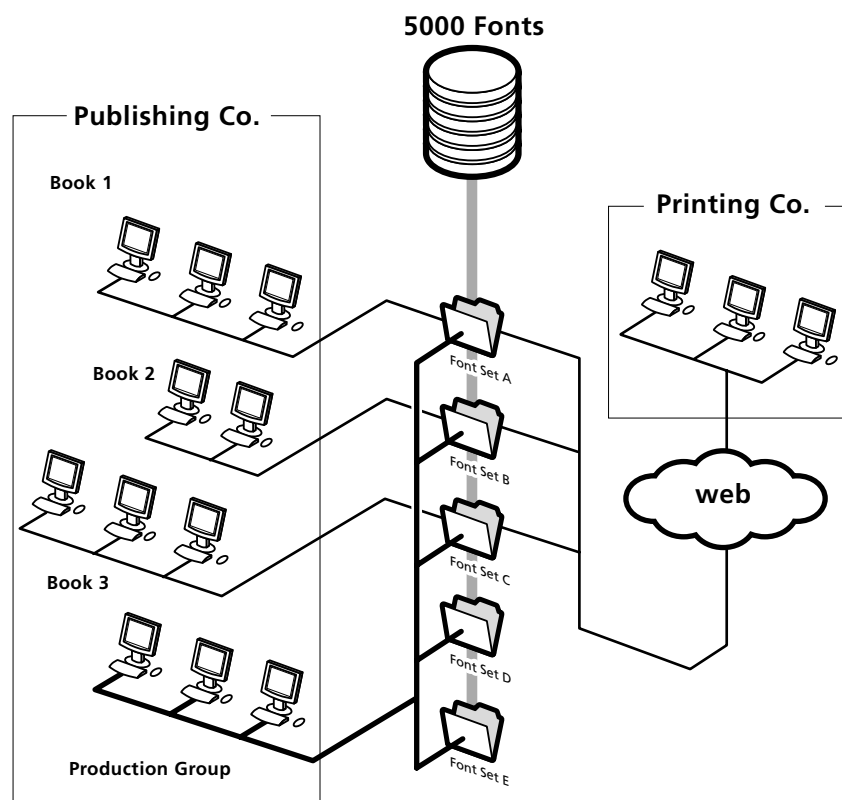 5000 Fonts
Publishing Co.
Book 1
Printing Co.
Font Set A
Book 2
Font Set B
web
Font Set C
Book 3
Font Set D
Production Group
Font Set E